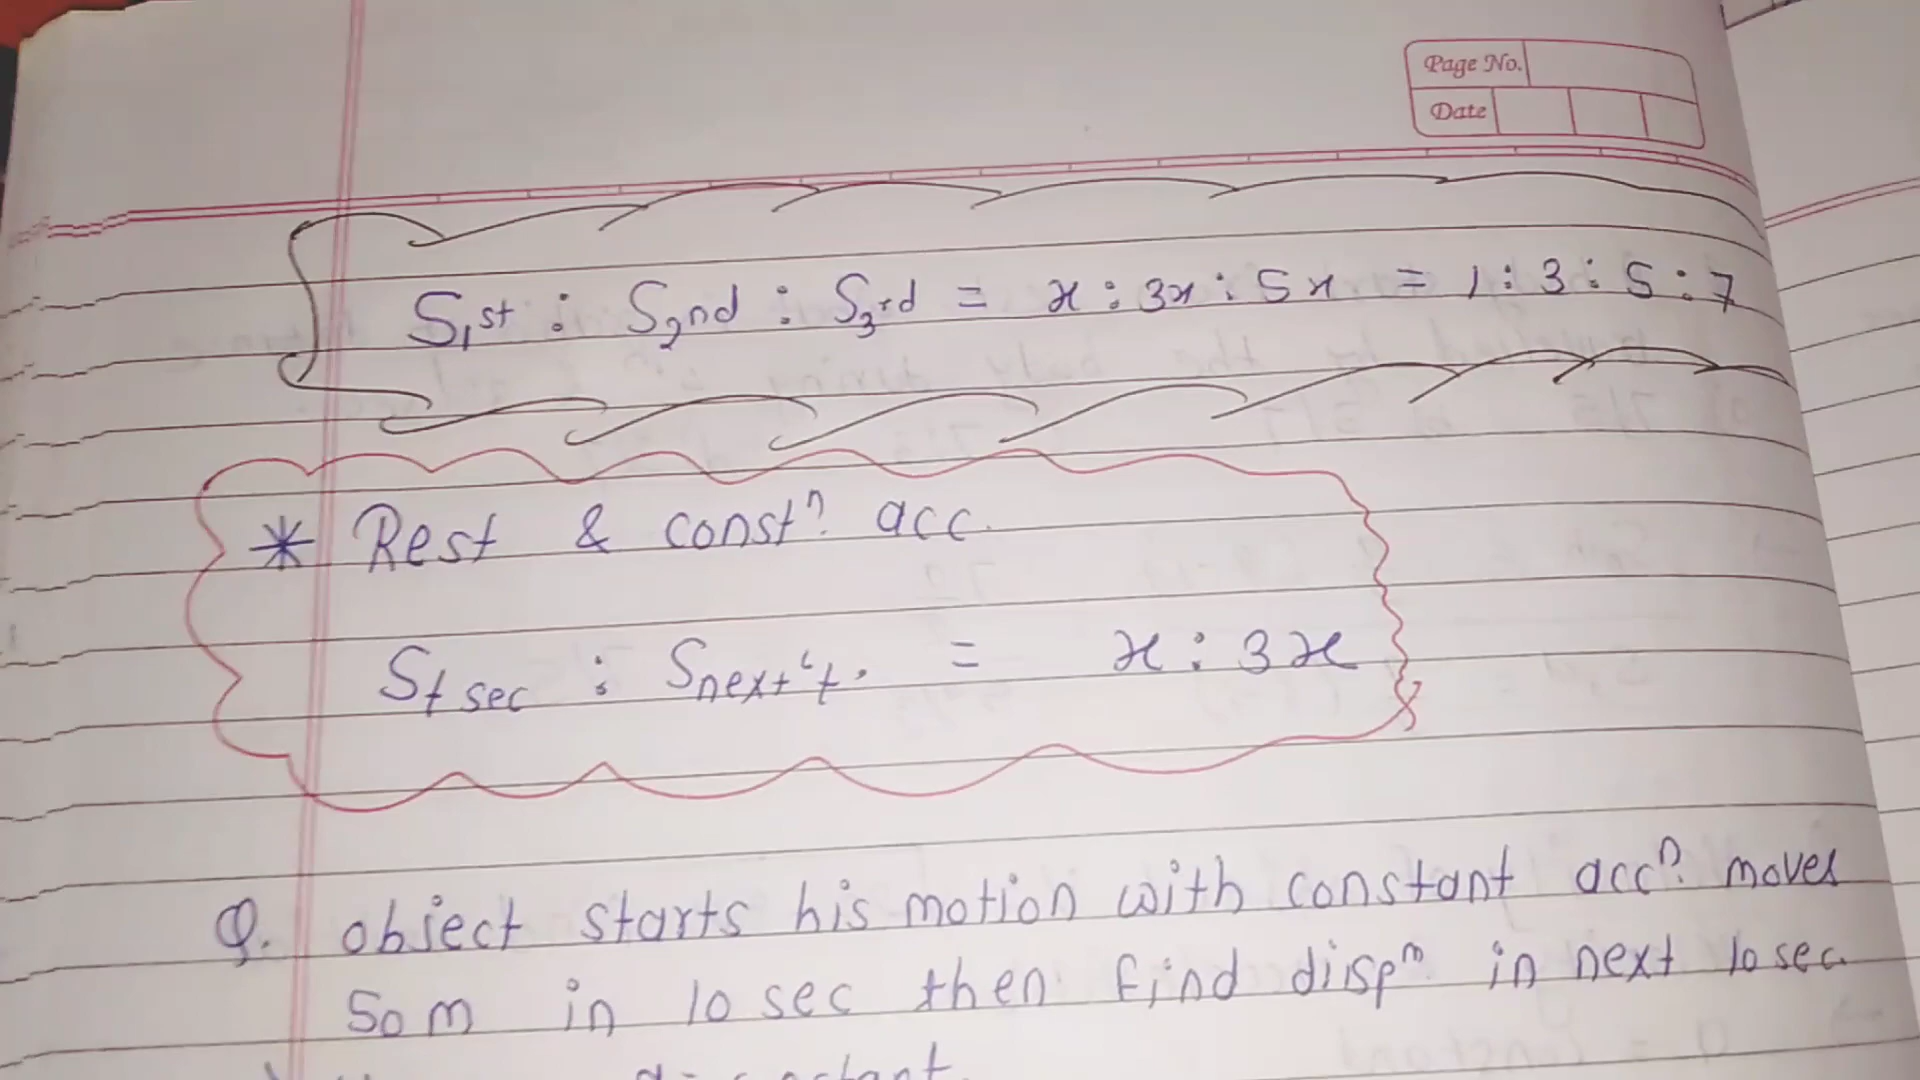 Page No.
Date
S1st : S2nd : S3rd = x : 3x : 5x = 1 : 3 : 5 : 7
* Rest & constⁿ. acc.
St sec : Snext 't'. = x : 3x
Q. object starts his motion with constant accⁿ. moves
50 m in 10 sec then find dispᵐ. in next 10 sec.